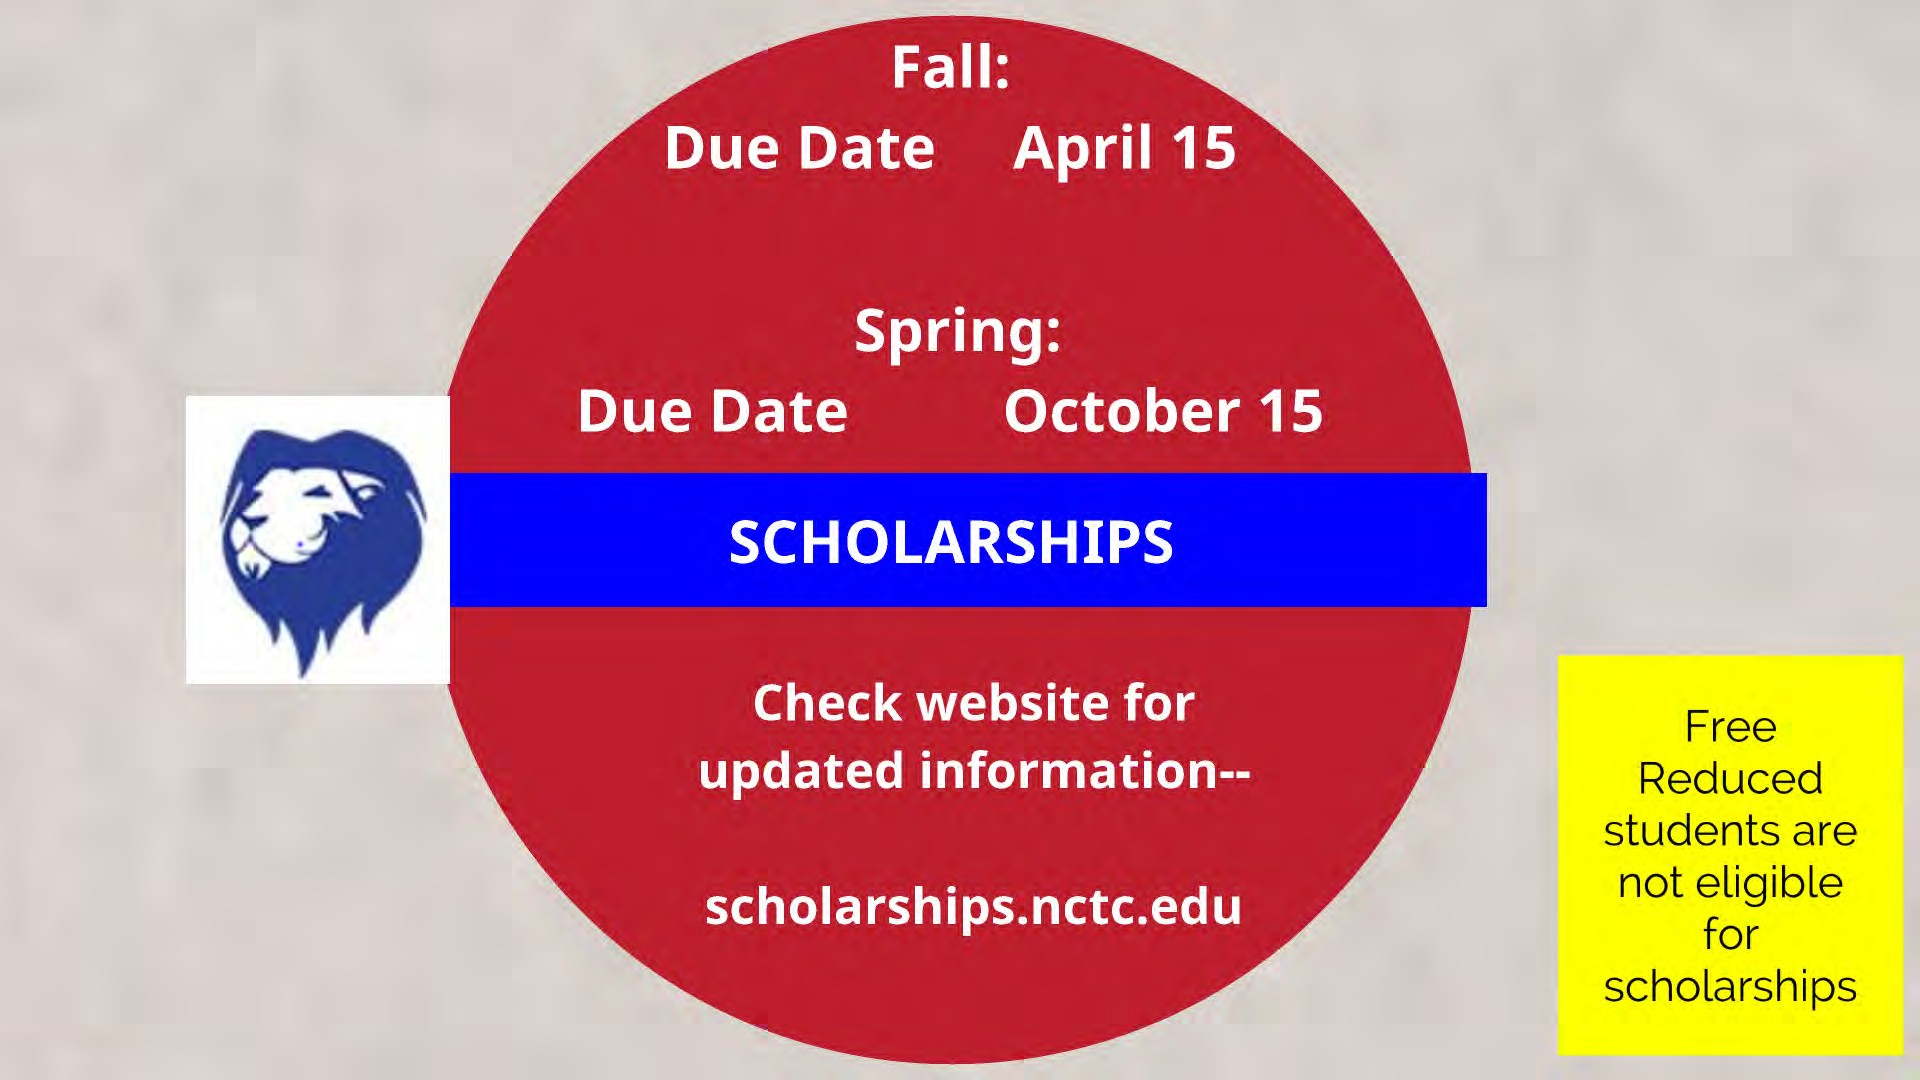 Fall:
Due Date April 15
Spring:
Due Date October 15
SCHOLARSHIPS
Check website for
updated information--
scholarships.nctc.edu
Free
Reduced
students are
not eligible
for
scholarships